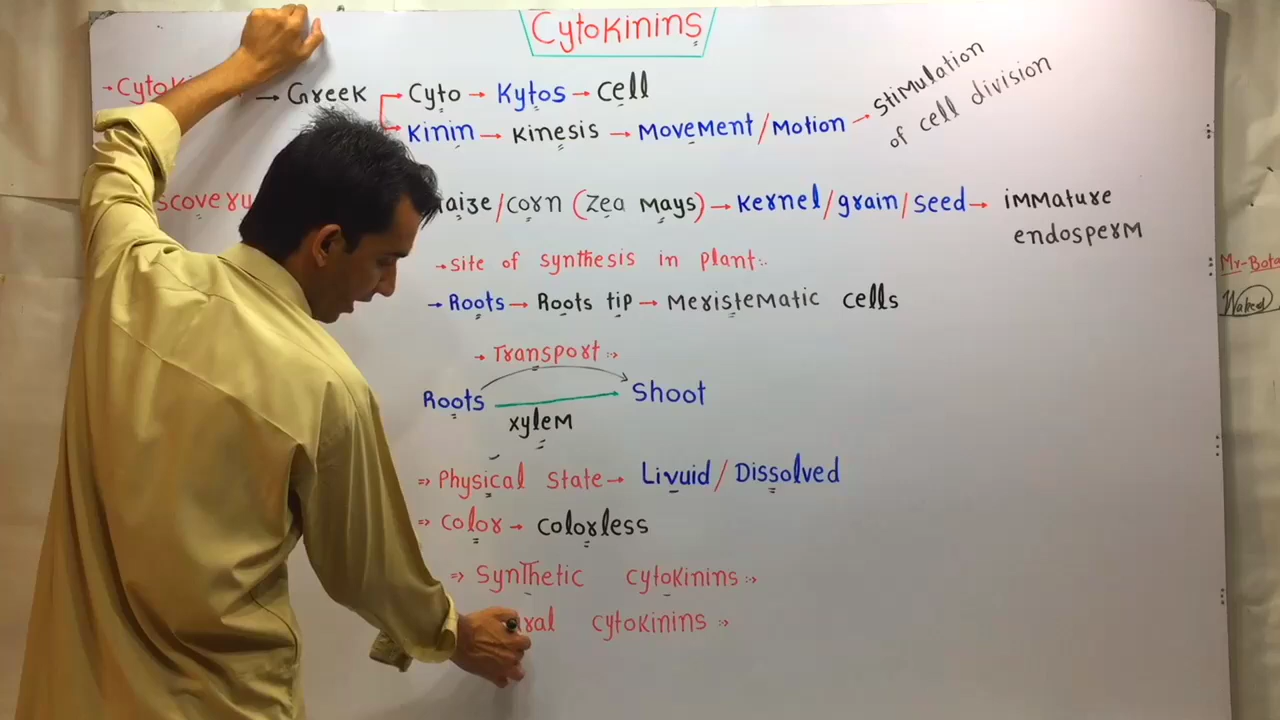 Cytokinins
→ Greek → Cyto → Kytos → cell
Kinin → Kinesis → Movement/Motion → stimulation
of cell division
/corn (Zea Mays) → Kernel/grain/seed → immature
endosperm
→ Site of synthesis in plant:-
→ Roots → Roots tip → Meristematic cells
→ Transport :→
Roots → Shoot
xylem
⇒ Physical State → Livuid/Dissolved
⇒ Color → Colorless
⇒ Synthetic Cytokinins :→
Cytokinins :→